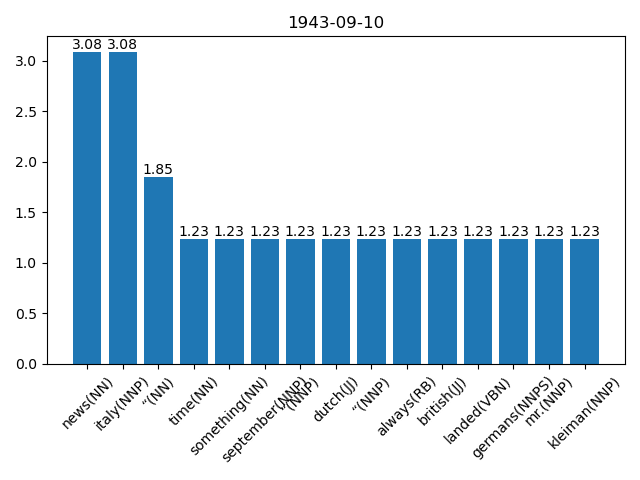 1943-09-10
3.0
2.5
2.0
1.5
1.0
0.5
0.0
3.08 3.08
1.85
1.23 1.23 1.23 1.23 1.23 1.23 1.23 1.23 1.23 1.23 1.23 1.23
news(NN)
italy(NNP)
“(NN)
time(NN)
something(NN)
september(NNP)
(NNP)
dutch(JJ)
“(NNP)
always(RB)
british(JJ)
landed(VBN)
germans(NNPS)
mr.(NNP)
kleiman(NNP)